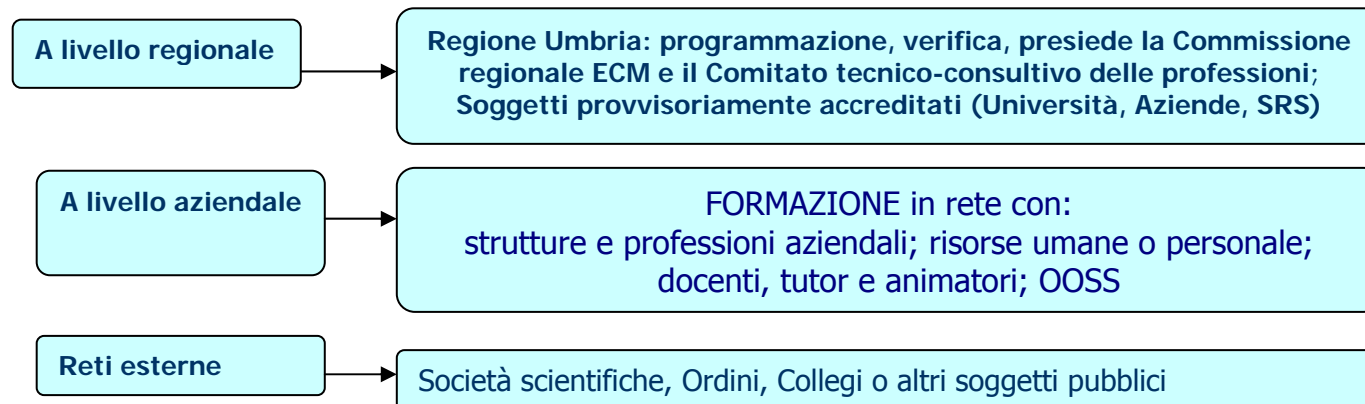 A livello regionale
Regione Umbria: programmazione, verifica, presiede la Commissione
regionale ECM e il Comitato tecnico-consultivo delle professioni;
Soggetti provvisoriamente accreditati (Università, Aziende, SRS)
A livello aziendale
FORMAZIONE in rete con:
strutture e professioni aziendali; risorse umane o personale;
docenti, tutor e animatori; OOSS
Reti esterne
Società scientifiche, Ordini, Collegi o altri soggetti pubblici